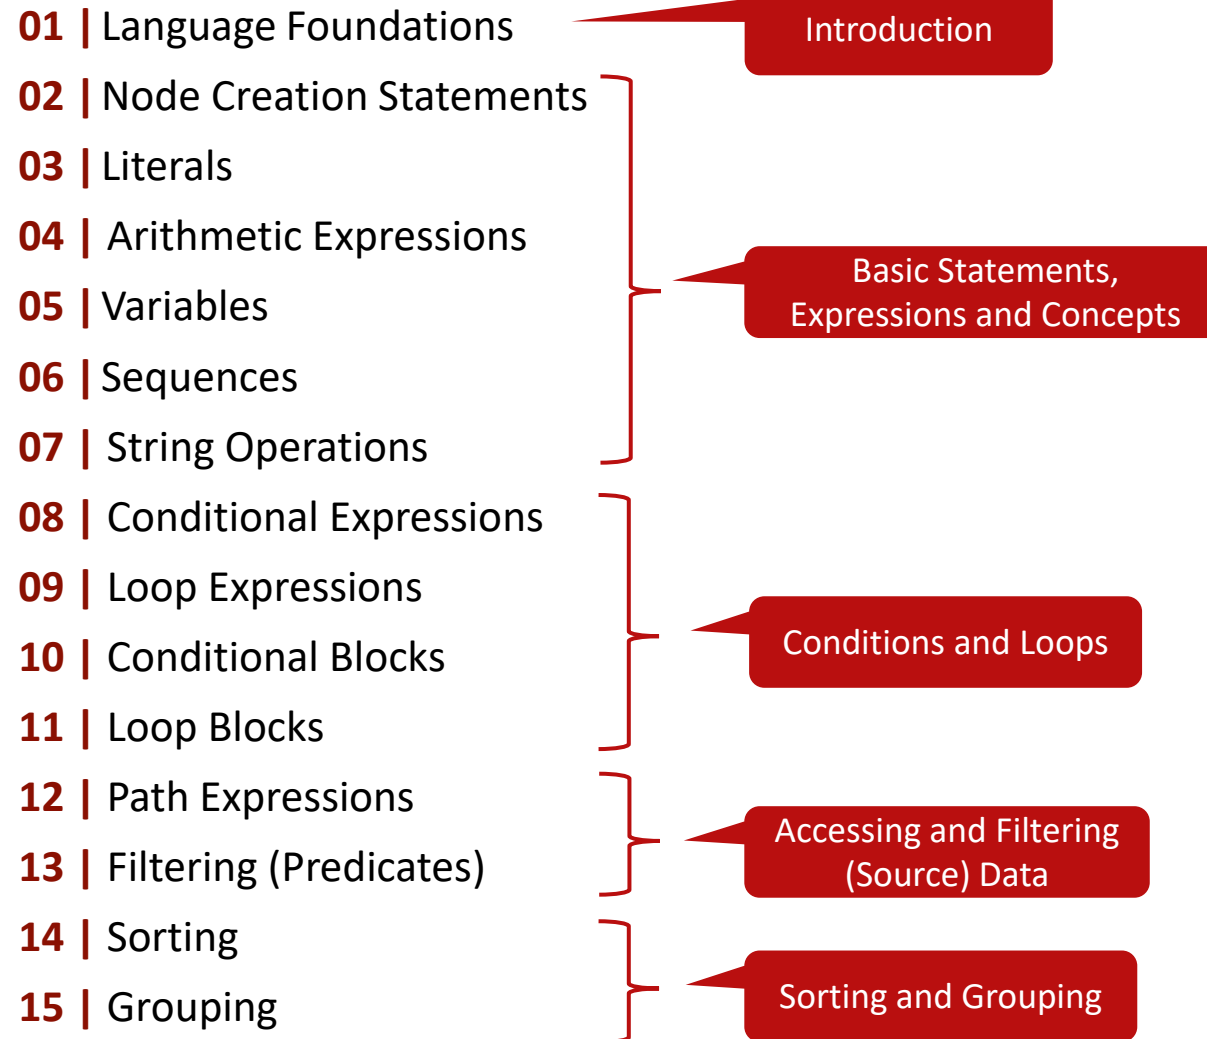 01 | Language Foundations
Introduction
02 | Node Creation Statements
03 | Literals
04 | Arithmetic Expressions
05 | Variables
06 | Sequences
07 | String Operations
Basic Statements,
Expressions and Concepts
08 | Conditional Expressions
09 | Loop Expressions
10 | Conditional Blocks
11 | Loop Blocks
Conditions and Loops
12 | Path Expressions
13 | Filtering (Predicates)
Accessing and Filtering
(Source) Data
14 | Sorting
15 | Grouping
Sorting and Grouping